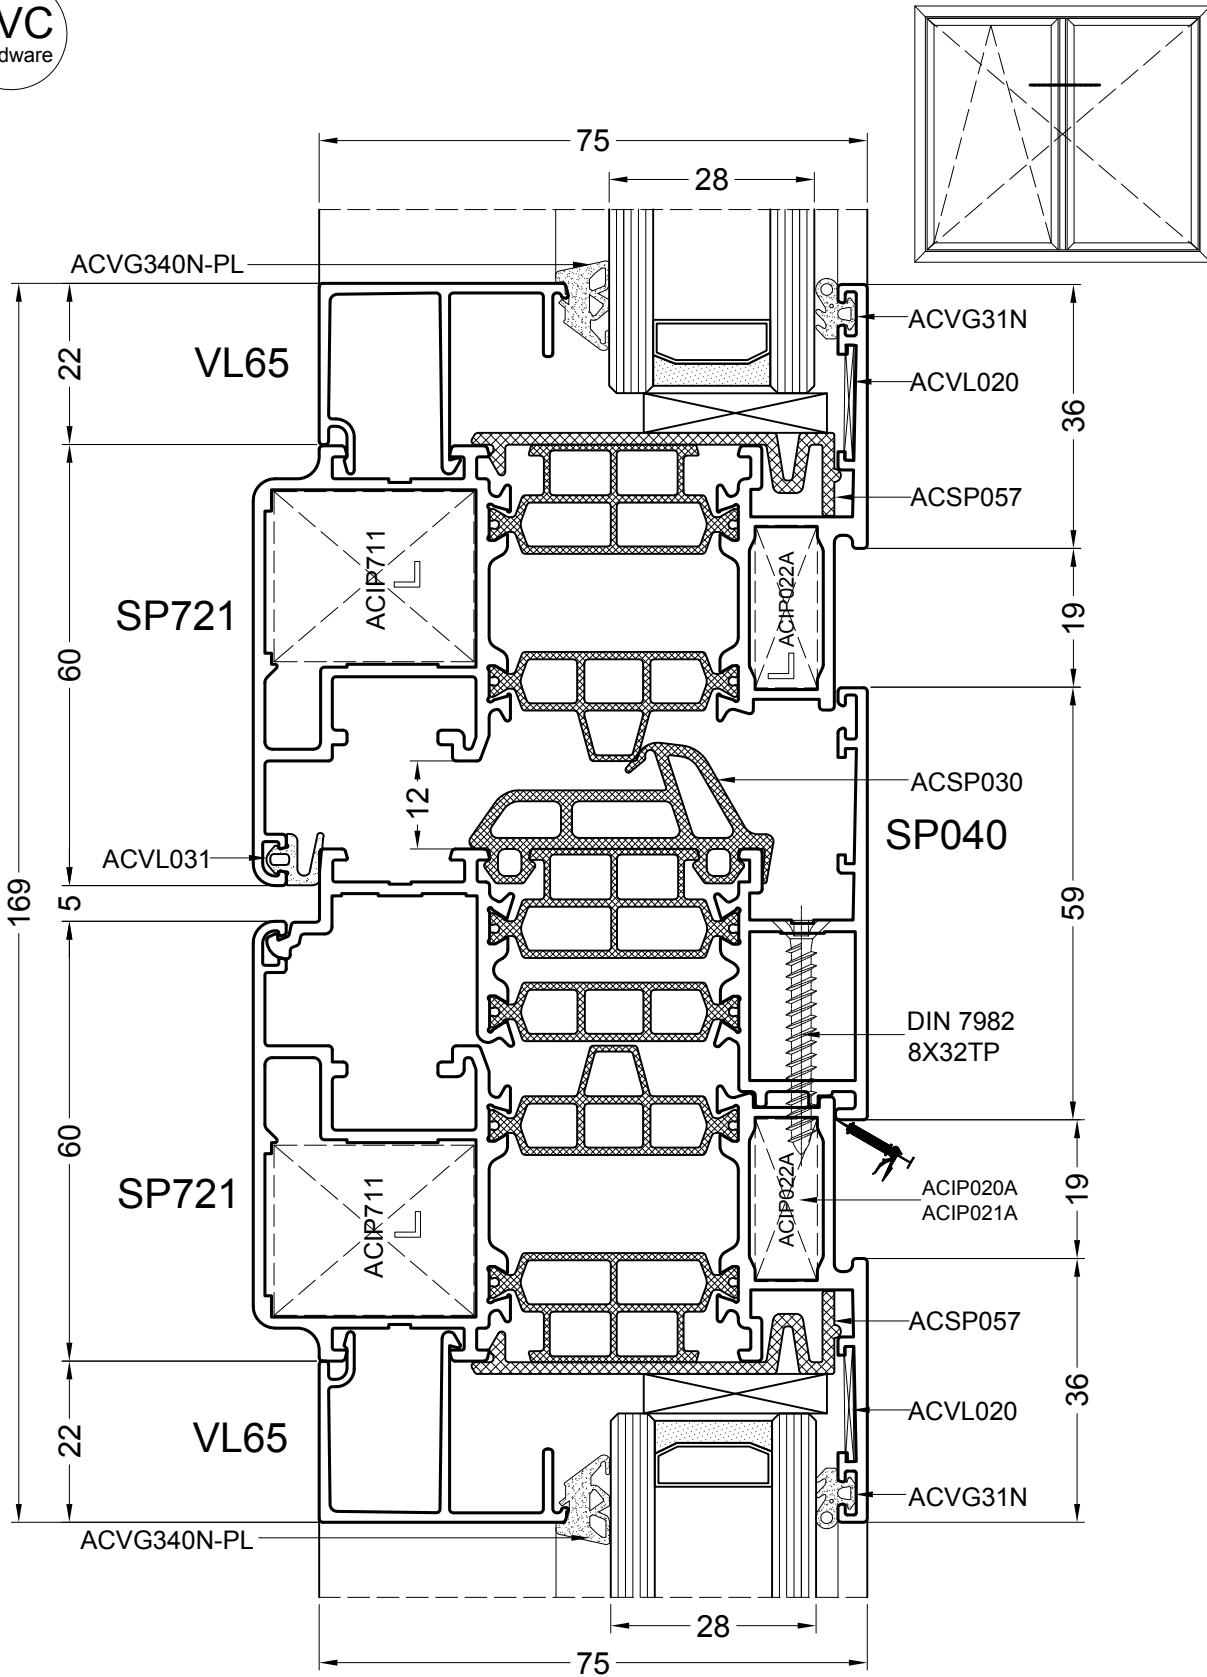 VC
dware
75
28
ACVG340N-PL
ACVG31N
22
VL65
ACVL020
36
ACSP057
ACIP711
ACIP022A
SP721
60
19
12
ACSP030
SP040
ACVL031
169
5
59
DIN 7982
8X32TP
60
ACIP711
ACIP022A
SP721
ACIP020A
ACIP021A
19
ACSP057
36
22
VL65
ACVL020
ACVG31N
ACVG340N-PL
28
75